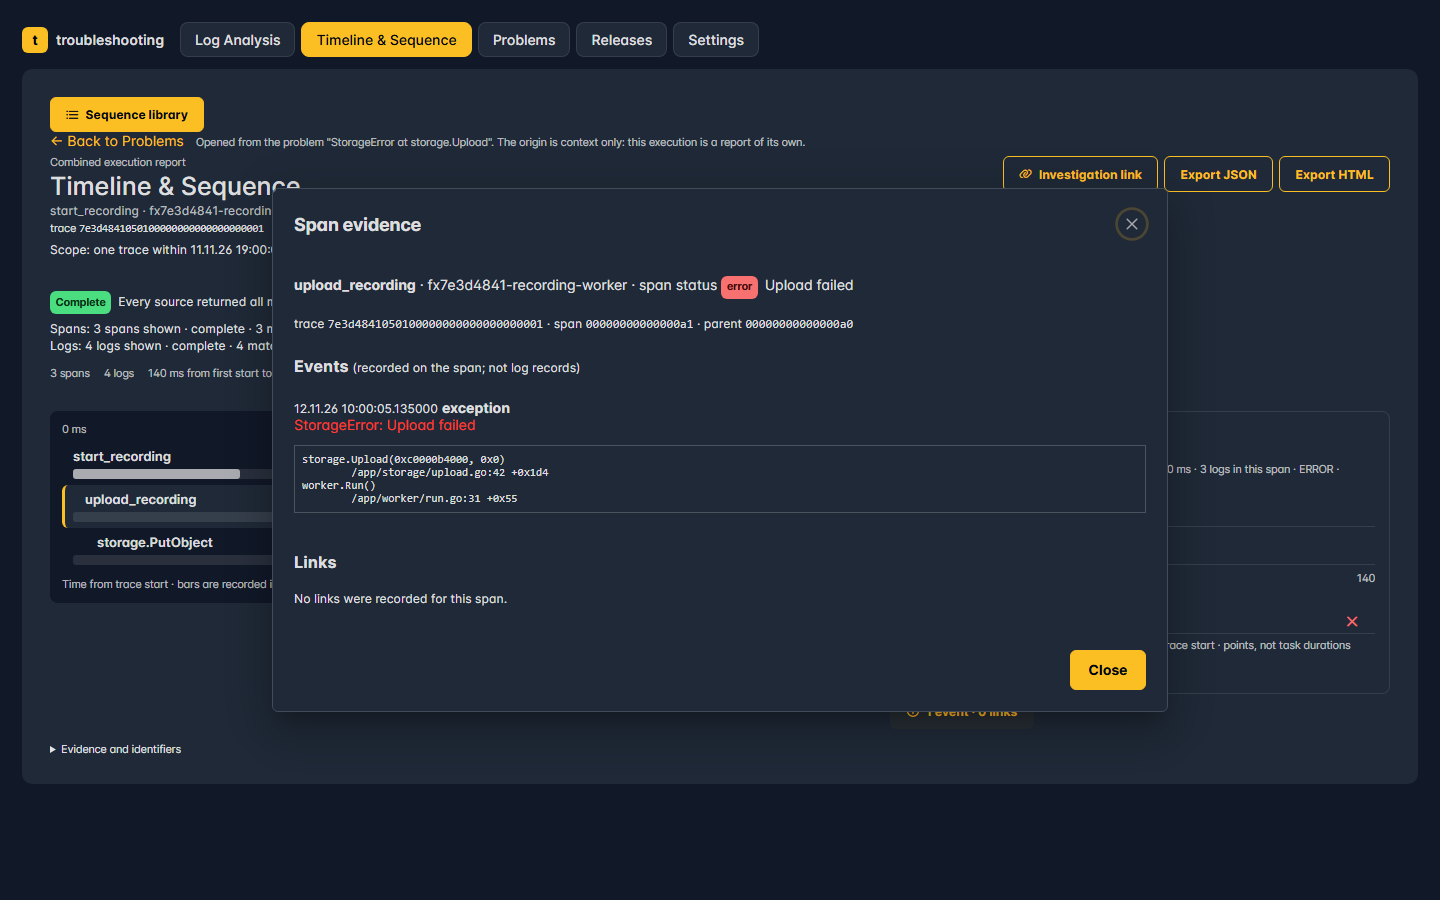 t troubleshooting Log Analysis Timeline & Sequence Problems Releases Settings
Sequence library
← Back to Problems Opened from the problem "StorageError at storage.Upload". The origin is context only: this execution is a report of its own.
Combined execution report
Investigation link Export JSON Export HTML
Timeline & Sequence
start_recording · fx7e3d4841-recordin
trace 7e3d4841050100000000000000000001
Scope: one trace within 11.11.26 19:00:
Complete Every source returned all
Spans: 3 spans shown · complete · 3
Logs: 4 logs shown · complete · 4
3 spans 4 logs 140 ms from first start to
0 ms
start_recording
upload_recording
storage.PutObject
Time from trace start · bars are recorded
Span evidence
upload_recording · fx7e3d4841-recording-worker · span status error Upload failed
trace 7e3d4841050100000000000000000001 · span 00000000000000a1 · parent 00000000000000a0
Events (recorded on the span; not log records)
12.11.26 10:00:05.135000 exception
StorageError: Upload failed
storage.Upload(0xc0000b4000, 0x0)
/app/storage/upload.go:42 +0x1d4
worker.Run()
/app/worker/run.go:31 +0x55
Links
No links were recorded for this span.
Close
0 ms · 3 logs in this span · ERROR ·
140
race start · points, not task durations
1 event · 0 links
Evidence and identifiers